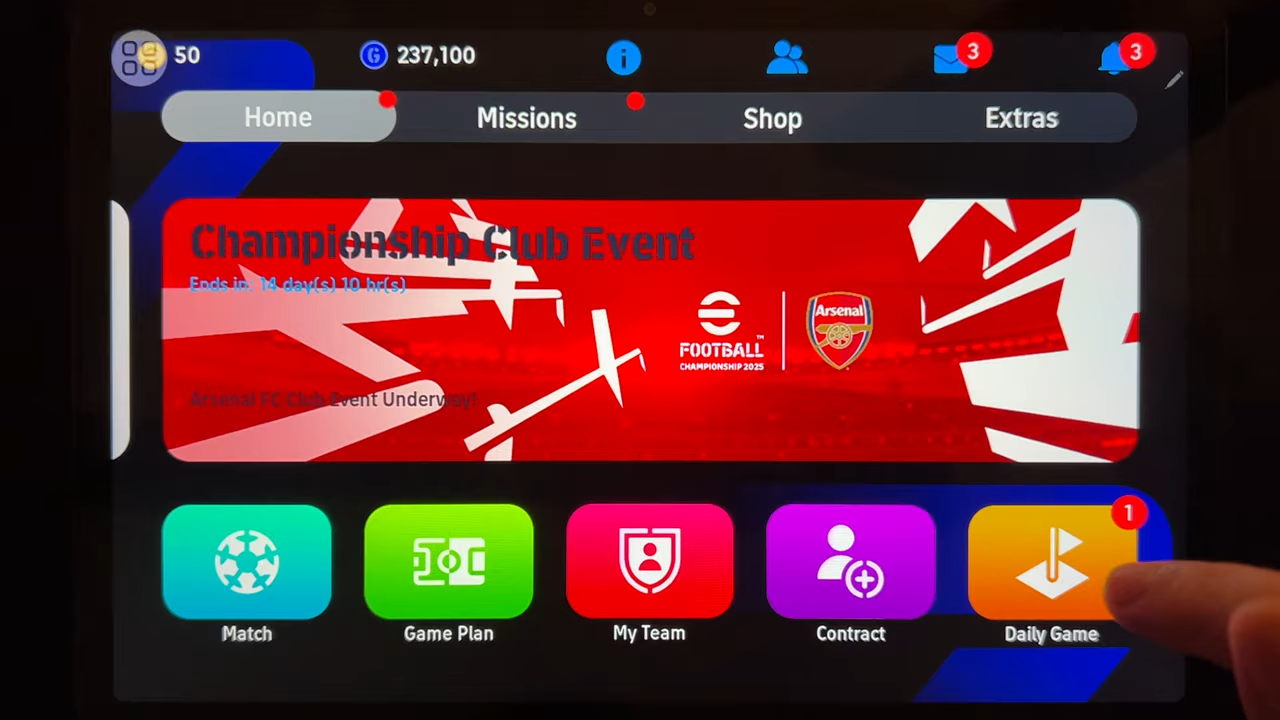 50
237,100
3
3
Home
Missions
Shop
Extras
Championship Club Event
Ends in: 14 day(s) 10 hr(s)
FOOTBALL™
CHAMPIONSHIP 2025
Arsenal
Arsenal FC Club Event Underway!
1
Match
Game Plan
My Team
Contract
Daily Game